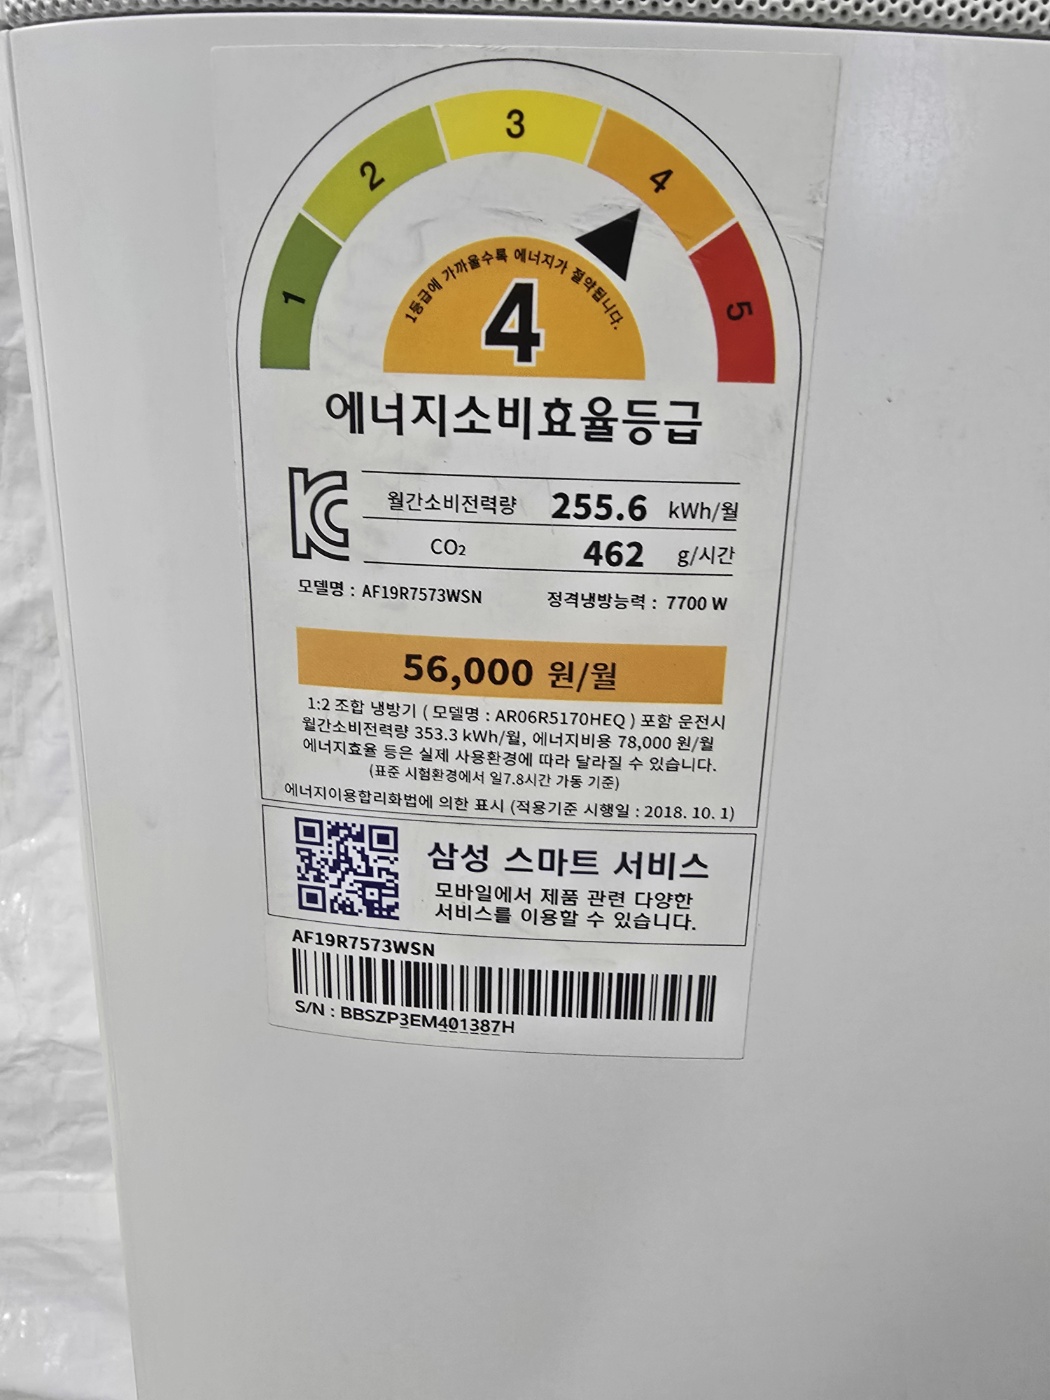 1
2
3
4
5
1등급에 가까울수록 에너지가 절약됩니다.
4
에너지소비효율등급
월간소비전력량 255.6 kWh/월
CO₂ 462 g/시간
모델명 : AF19R7573WSN 정격냉방능력 : 7700 W
56,000 원/월
1:2 조합 냉방기 ( 모델명 : AR06R5170HEQ ) 포함 운전시
월간소비전력량 353.3 kWh/월, 에너지비용 78,000 원/월
에너지효율 등은 실제 사용환경에 따라 달라질 수 있습니다.
(표준 시험환경에서 일7.8시간 가동 기준)
에너지이용합리화법에 의한 표시 (적용기준 시행일 : 2018. 10. 1)
삼성 스마트 서비스
모바일에서 제품 관련 다양한
서비스를 이용할 수 있습니다.
AF19R7573WSN
S/N : BBSZP3EM401387H